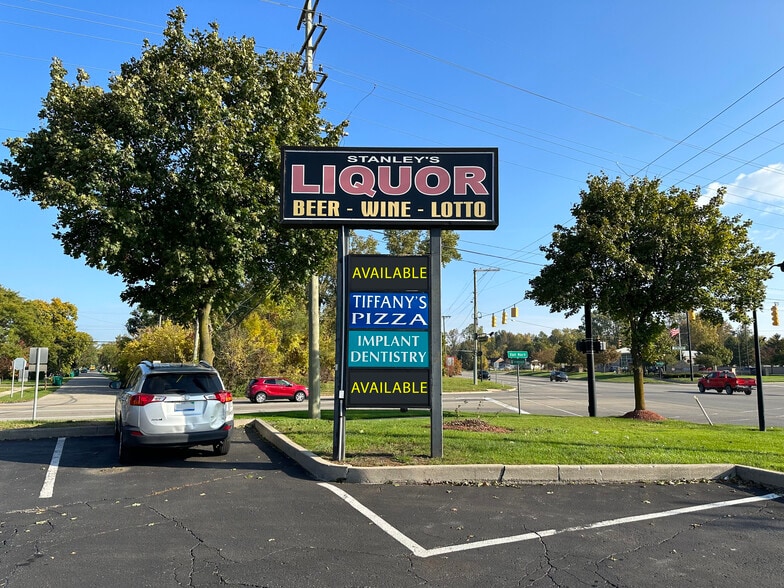 STANLEY'S
LIQUOR
BEER - WINE - LOTTO
AVAILABLE
TIFFANY'S
PIZZA
IMPLANT
DENTISTRY
AVAILABLE